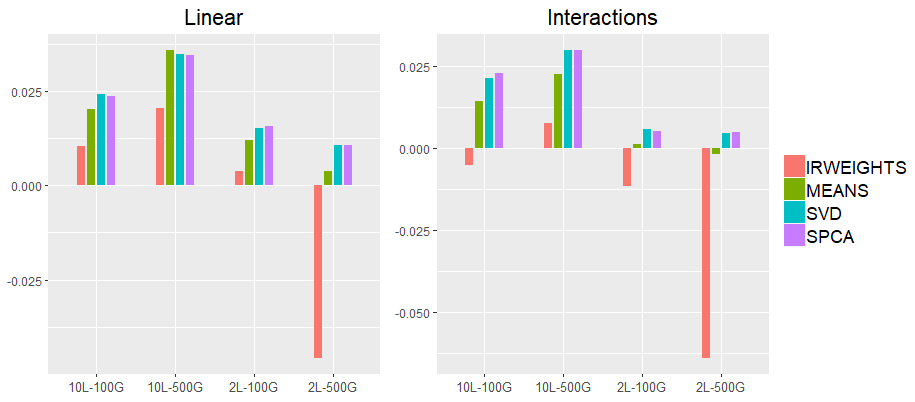 Linear
Interactions
0.025
0.000
-0.025
10L-100G
10L-500G
2L-100G
2L-500G
0.025
0.000
-0.025
-0.050
10L-100G
10L-500G
2L-100G
2L-500G
IRWEIGHTS
MEANS
SVD
SPCA